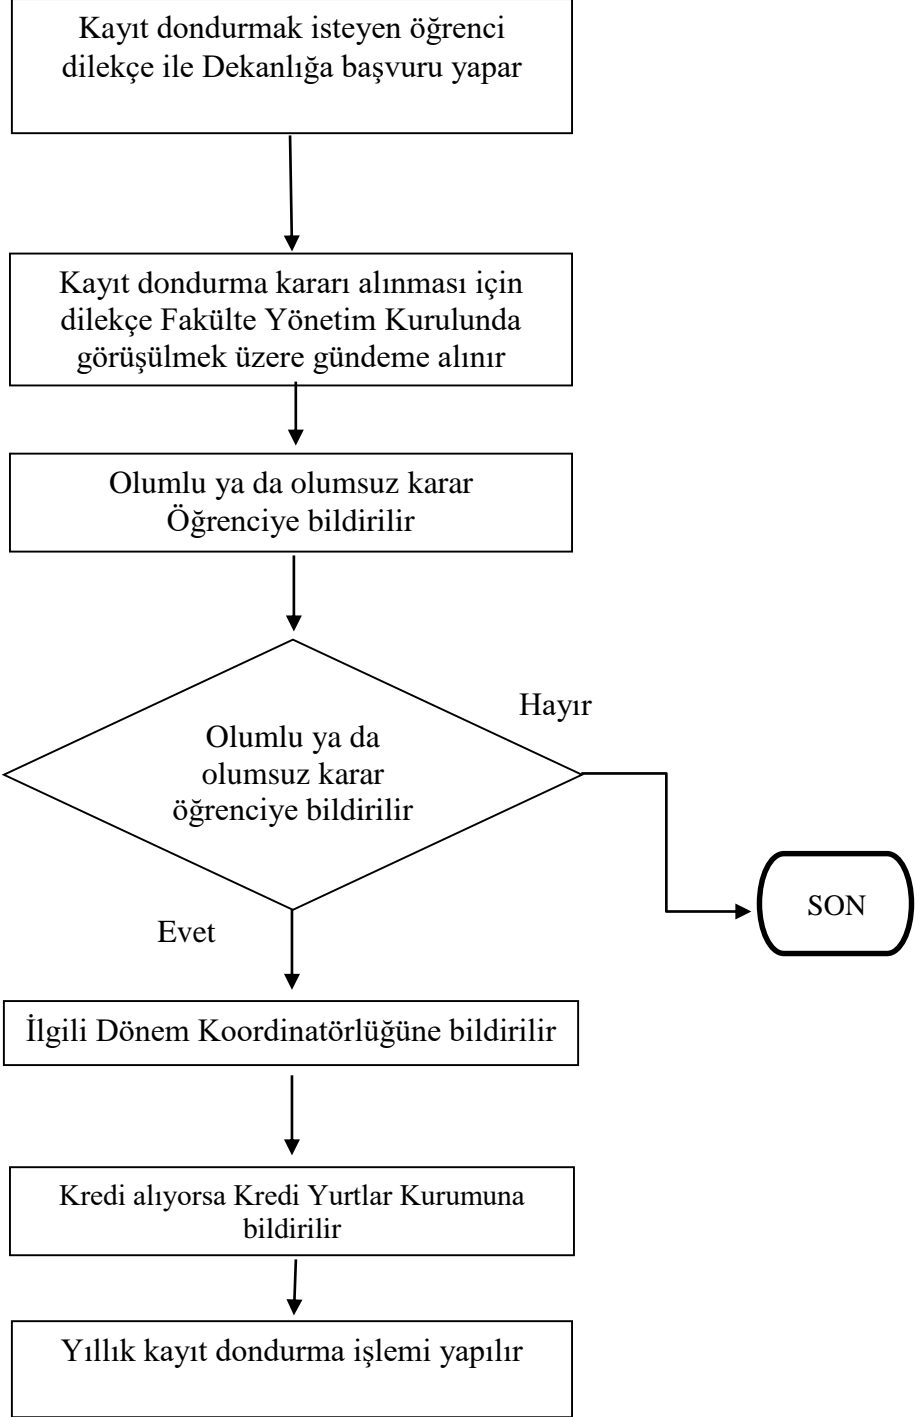 Kayıt dondurmak isteyen öğrenci
dilekçe ile Dekanlığa başvuru yapar
Kayıt dondurma kararı alınması için
dilekçe Fakülte Yönetim Kurulunda
görüşülmek üzere gündeme alınır
Olumlu ya da olumsuz karar
Öğrenciye bildirilir
Hayır
Olumlu ya da
olumsuz karar
öğrenciye bildirilir
SON
Evet
İlgili Dönem Koordinatörlüğüne bildirilir
Kredi alıyorsa Kredi Yurtlar Kurumuna
bildirilir
Yıllık kayıt dondurma işlemi yapılır